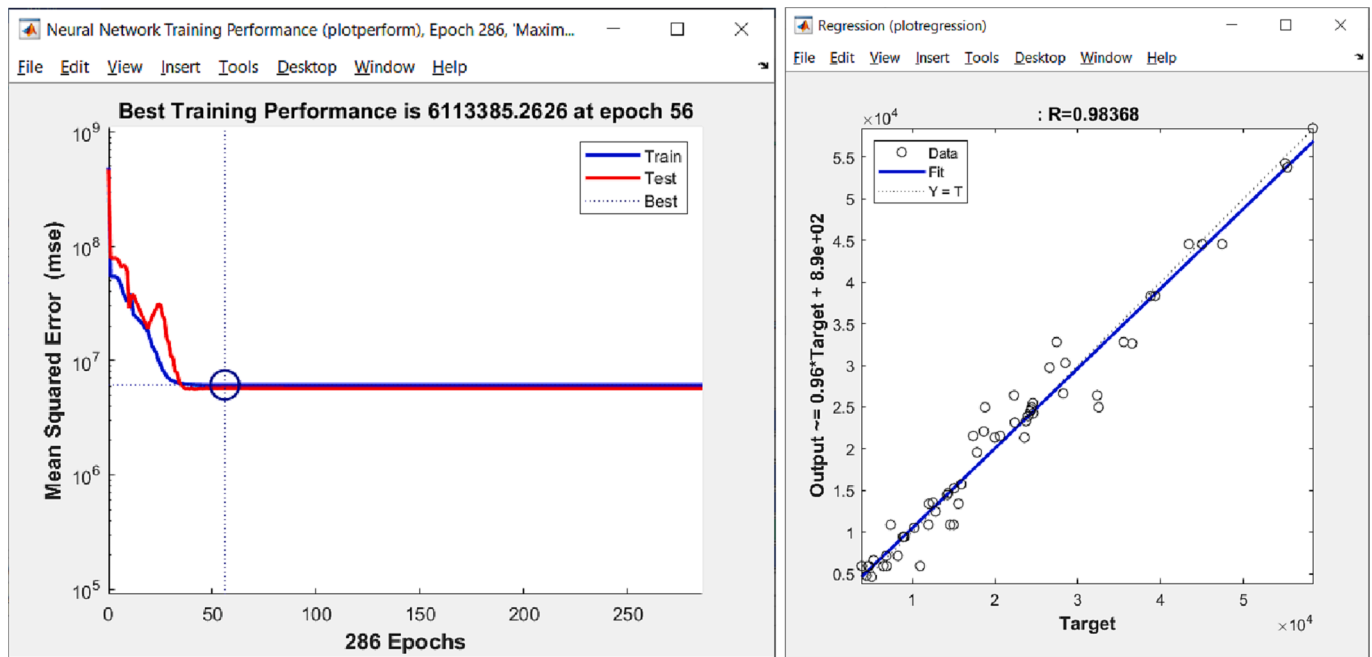 Neural Network Training Performance (plotperform), Epoch 286, 'Maxim...
File Edit View Insert Tools Desktop Window Help
Best Training Performance is 6113385.2626 at epoch 56
10^9
10^8
10^7
10^6
10^5
Mean Squared Error (mse)
Train
Test
Best
0 50 100 150 200 250
286 Epochs
Regression (plotregression)
File Edit View Insert Tools Desktop Window Help
×10^4
: R=0.98368
Data
Fit
Y = T
5.5
5
4.5
4
3.5
3
2.5
2
1.5
1
0.5
Output ~= 0.96*Target + 8.9e+02
1 2 3 4 5
Target
×10^4